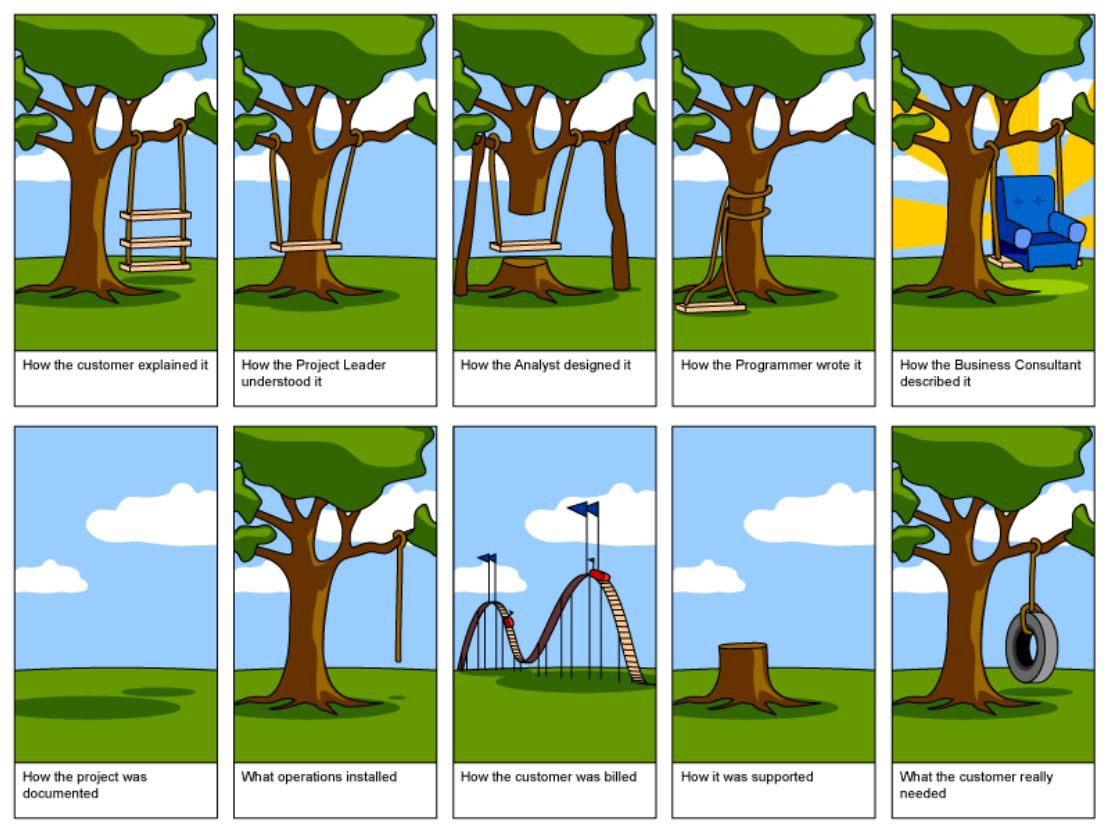 How the customer explained it
How the Project Leader
understood it
How the Analyst designed it
How the Programmer wrote it
How the Business Consultant
described it
How the project was
documented
What operations installed
How the customer was billed
How it was supported
What the customer really
needed